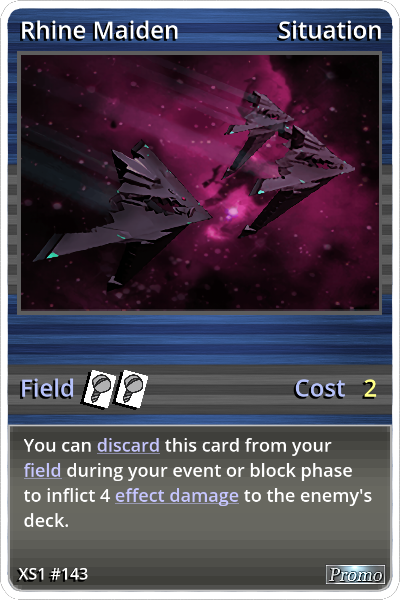 Rhine Maiden Situation
Field Cost 2
You can discard this card from your
field during your event or block phase
to inflict 4 effect damage to the enemy's
deck.
XS1 #143 Promo